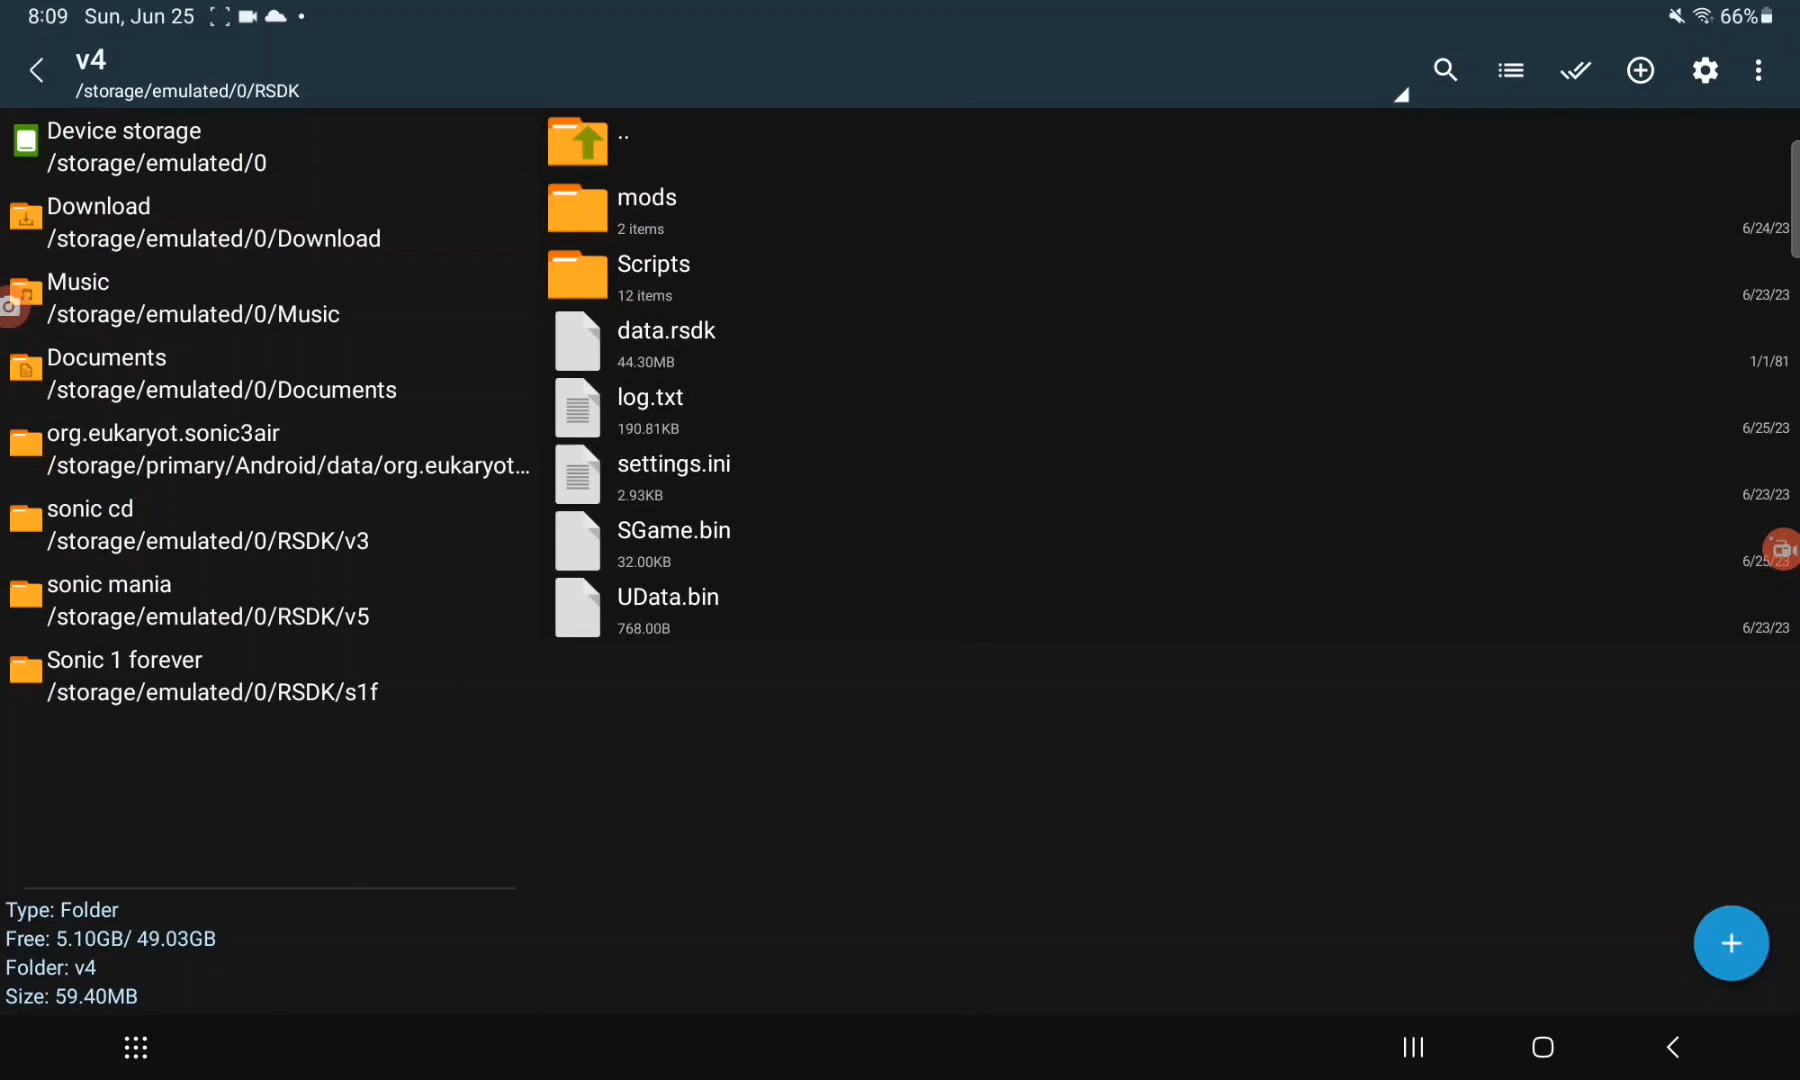 8:09 Sun, Jun 25
66%
v4
/storage/emulated/0/RSDK
Device storage
/storage/emulated/0
Download
/storage/emulated/0/Download
Music
/storage/emulated/0/Music
Documents
/storage/emulated/0/Documents
org.eukaryot.sonic3air
/storage/primary/Android/data/org.eukaryot...
sonic cd
/storage/emulated/0/RSDK/v3
sonic mania
/storage/emulated/0/RSDK/v5
Sonic 1 forever
/storage/emulated/0/RSDK/s1f
Type: Folder
Free: 5.10GB/ 49.03GB
Folder: v4
Size: 59.40MB
..
mods
2 items
6/24/23
Scripts
12 items
6/23/23
data.rsdk
44.30MB
1/1/81
log.txt
190.81KB
6/25/23
settings.ini
2.93KB
6/23/23
SGame.bin
32.00KB
6/25/23
UData.bin
768.00B
6/23/23